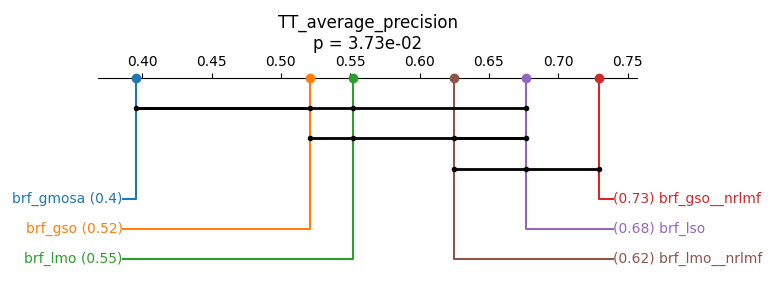 TT_average_precision
p = 3.73e-02
0.40 0.45 0.50 0.55 0.60 0.65 0.70 0.75
brf_gmosa (0.4)
(0.73) brf_gso__nrlmf
brf_gso (0.52)
(0.68) brf_lso
brf_lmo (0.55)
(0.62) brf_lmo__nrlmf